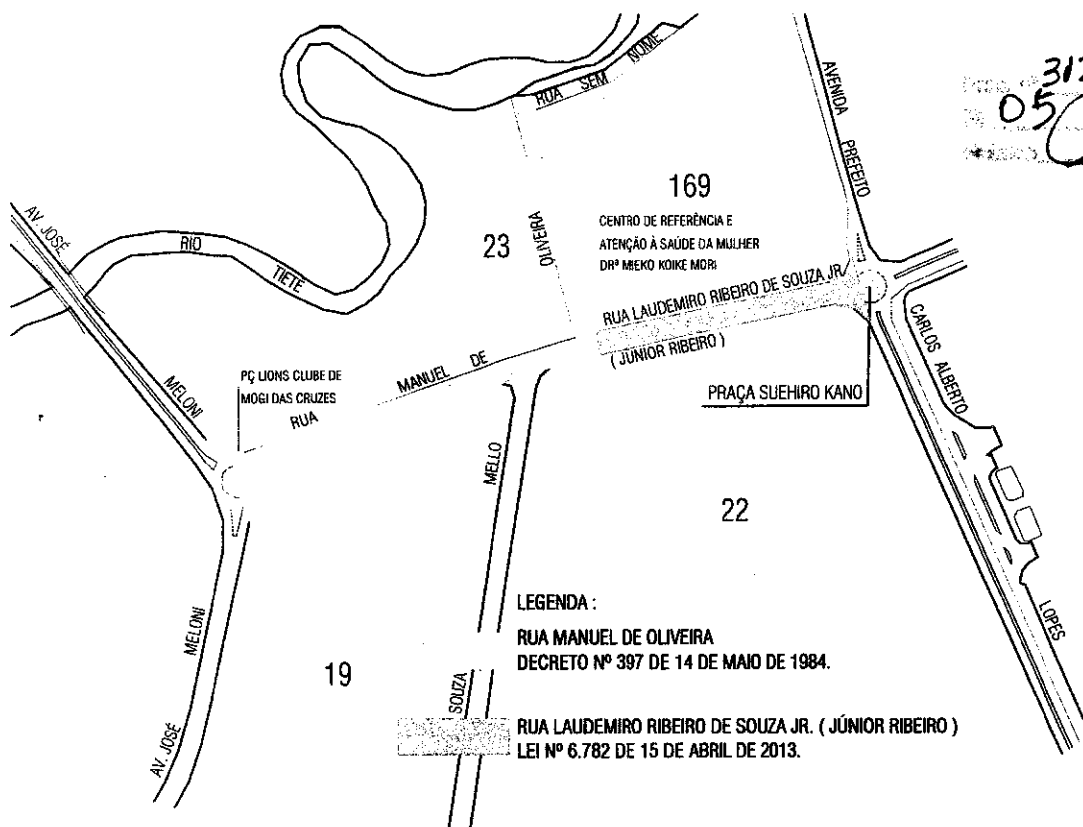 RUA SEM NOME
AVENIDA PREFEITO
312
05
169
CENTRO DE REFERÊNCIA E
ATENÇÃO À SAÚDE DA MULHER
DRª MIEKO KOIKE MORI
AV. JOSÉ
RIO TIETE
23
OLIVEIRA
RUA LAUDEMIRO RIBEIRO DE SOUZA JR.
( JUNIOR RIBEIRO )
CARLOS ALBERTO
MELONI
PÇ LIONS CLUBE DE
MOGI DAS CRUZES
MANUEL DE
RUA
PRAÇA SUEHIRO KANO
MELLO
22
LEGENDA :
RUA MANUEL DE OLIVEIRA
DECRETO Nº 397 DE 14 DE MAIO DE 1984.
LOPES
MELONI
19
SOUZA
RUA LAUDEMIRO RIBEIRO DE SOUZA JR. ( JÚNIOR RIBEIRO )
LEI Nº 6.782 DE 15 DE ABRIL DE 2013.
AV. JOSÉ